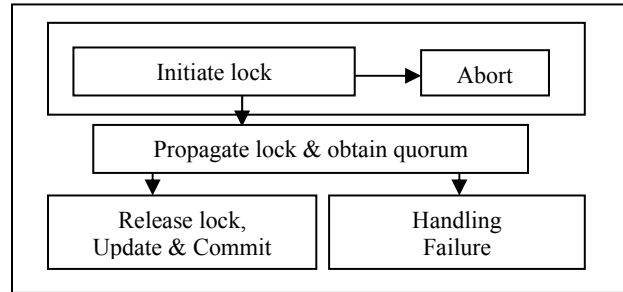 Initiate lock
Abort
Propagate lock & obtain quorum
Release lock,
Update & Commit
Handling
Failure